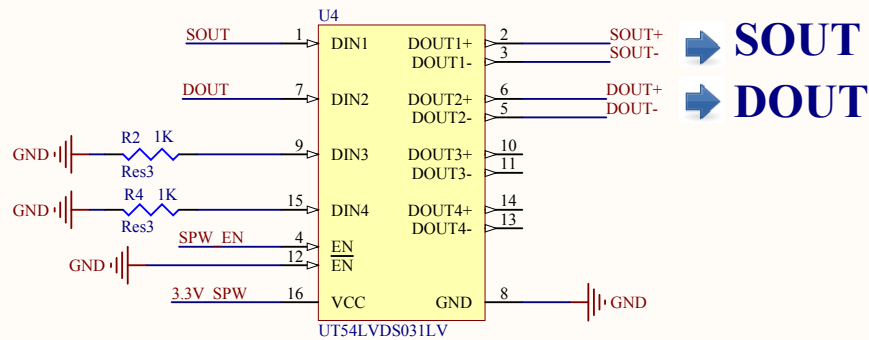 U4
SOUT 1 DIN1 DOUT1+ 2 SOUT+
DOUT1- 3 SOUT-
SOUT
DOUT 7 DIN2 DOUT2+ 6 DOUT+
DOUT2- 5 DOUT-
DOUT
R2 1K
GND 9 DIN3 DOUT3+ 10
Res3 DOUT3- 11
R4 1K
GND 15 DIN4 DOUT4+ 14
Res3 DOUT4- 13
SPW_EN 4 EN
GND 12 EN
3.3V_SPW 16 VCC GND 8 GND
UT54LVDS031LV